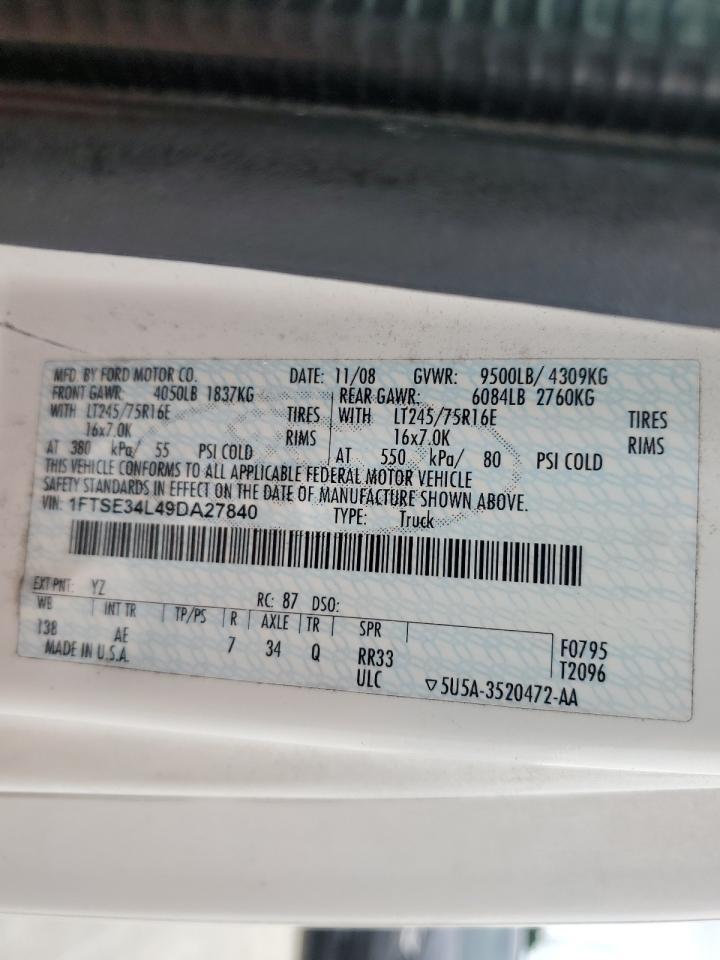 MFD. BY FORD MOTOR CO. DATE: 11/08 GVWR: 9500LB/ 4309KG
FRONT GAWR: 4050LB 1837KG REAR GAWR: 6084LB 2760KG
WITH LT245/75R16E TIRES WITH LT245/75R16E TIRES
16x7.0K RIMS 16x7.0K RIMS
AT 380 kPa/ 55 PSI COLD AT 550 kPa/ 80 PSI COLD
THIS VEHICLE CONFORMS TO ALL APPLICABLE FEDERAL MOTOR VEHICLE
SAFETY STANDARDS IN EFFECT ON THE DATE OF MANUFACTURE SHOWN ABOVE.
VIN: 1FTSE34L49DA27840 TYPE: Truck
EXT PNT: YZ RC: 87 DSO:
WB INT TR TP/PS R AXLE TR SPR
138 AE 7 34 Q RR33 F0795
MADE IN U.S.A. ULC T2096
▽5U5A-3520472-AA